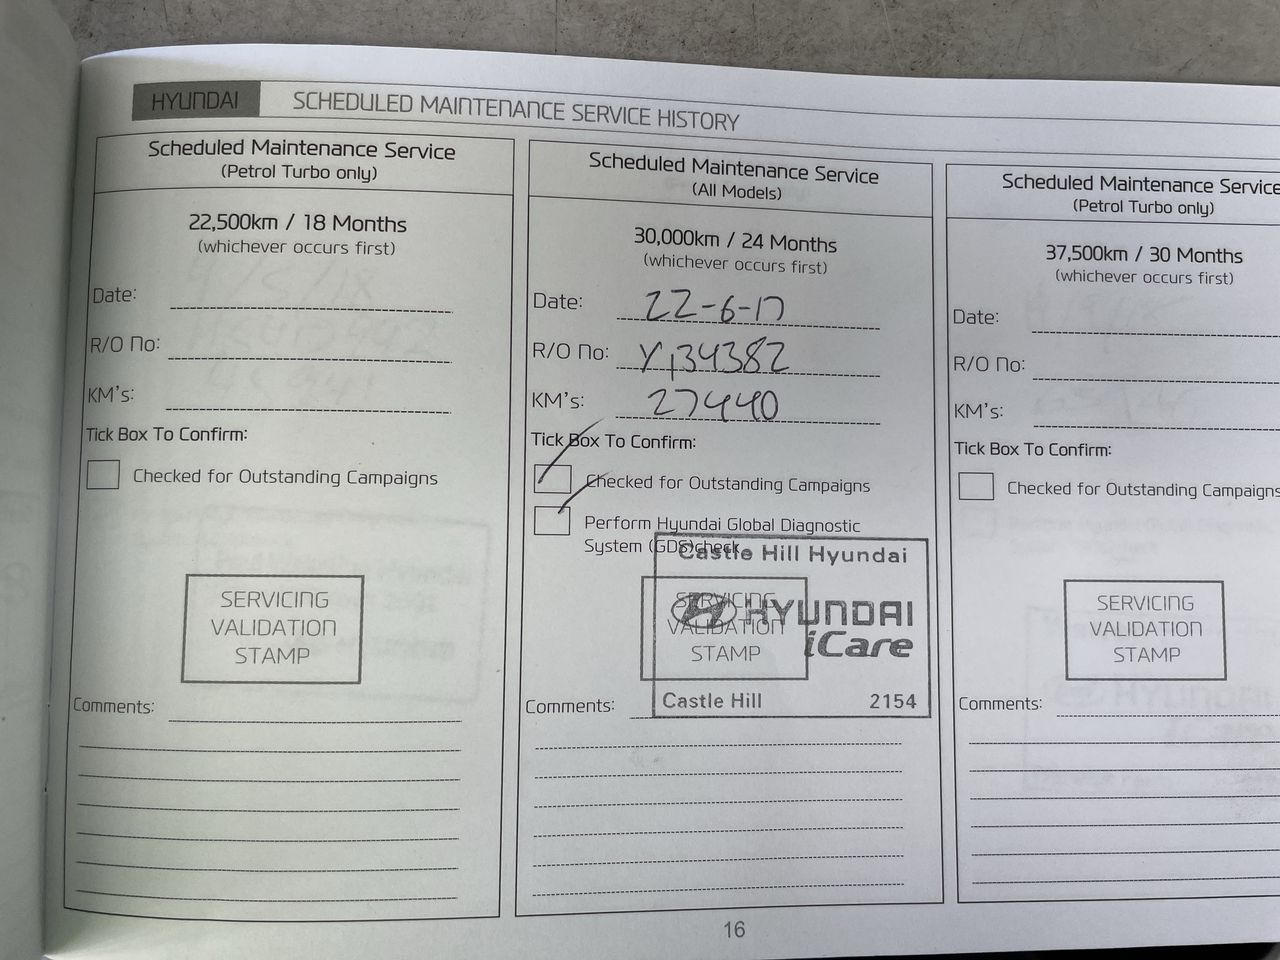 HYUNDAI SCHEDULED MAINTENANCE SERVICE HISTORY
Scheduled Maintenance Service
(Petrol Turbo only)
22,500km / 18 Months
(whichever occurs first)
Date:
R/O No:
KM's:
Tick Box To Confirm:
Checked for Outstanding Campaigns
SERVICING
VALIDATION
STAMP
Comments:
Scheduled Maintenance Service
(All Models)
30,000km / 24 Months
(whichever occurs first)
Date: 22-6-17
R/O No: Y134382
KM's: 27440
Tick Box To Confirm:
Checked for Outstanding Campaigns
Perform Hyundai Global Diagnostic
System (GDS)check
Castle Hill Hyundai
SERVICING
VALIDATION
STAMP
HYUNDAI
iCare
Castle Hill 2154
Comments:
Scheduled Maintenance Service
(Petrol Turbo only)
37,500km / 30 Months
(whichever occurs first)
Date:
R/O No:
KM's:
Tick Box To Confirm:
Checked for Outstanding Campaigns
SERVICING
VALIDATION
STAMP
Comments:
16